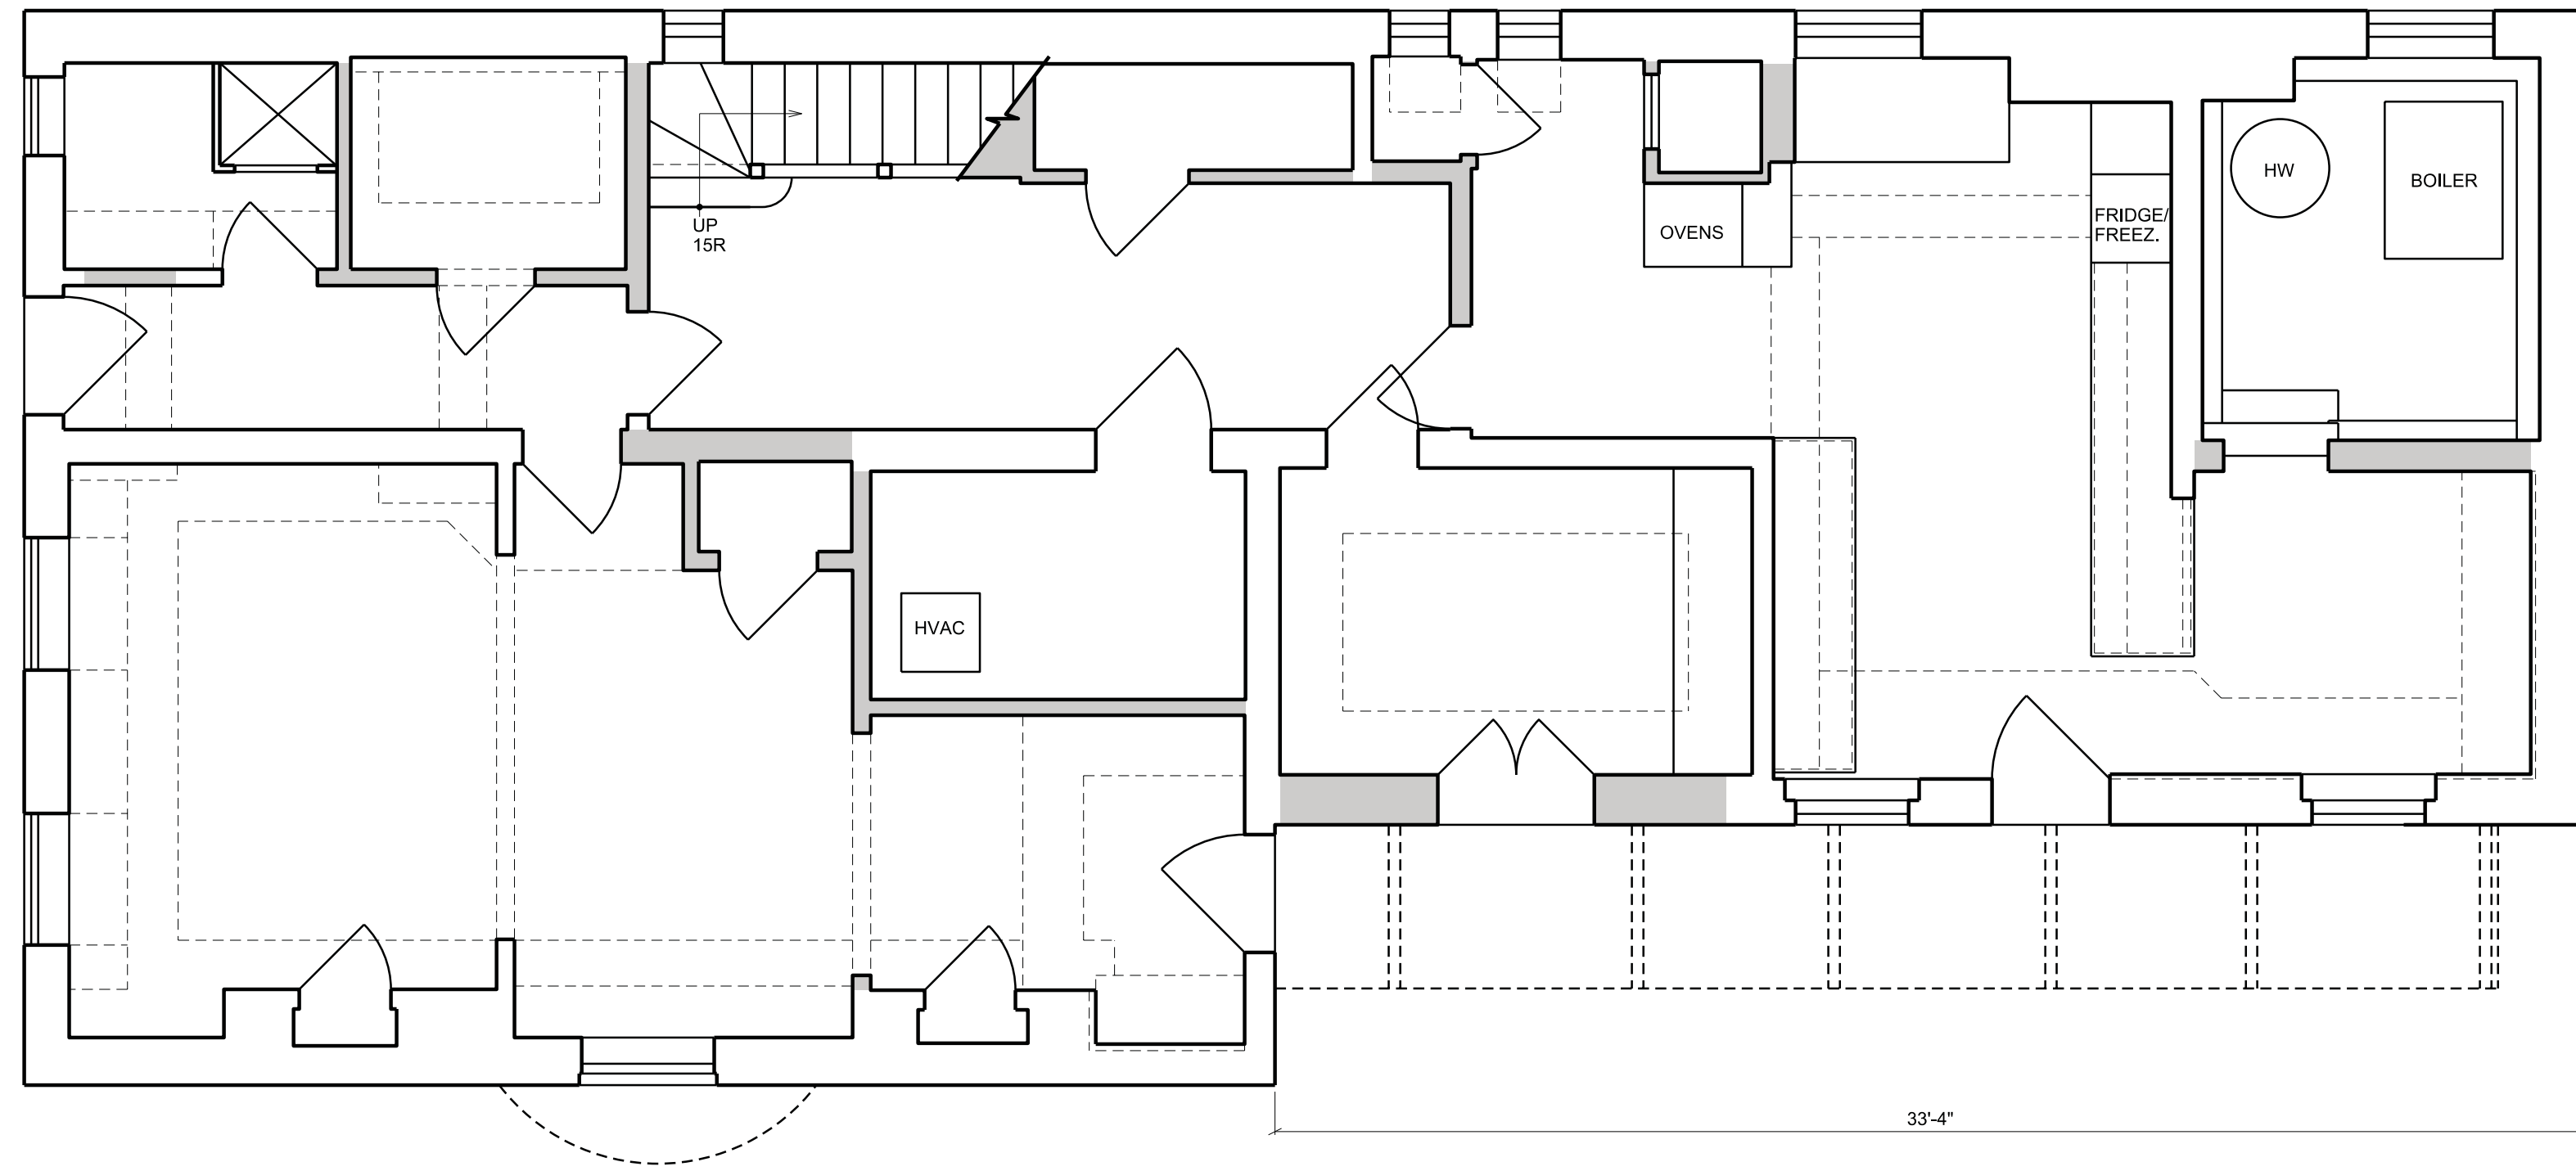 HW
BOILER
FRIDGE/
FREEZ.
UP
15R
OVENS
HVAC
33'-4"